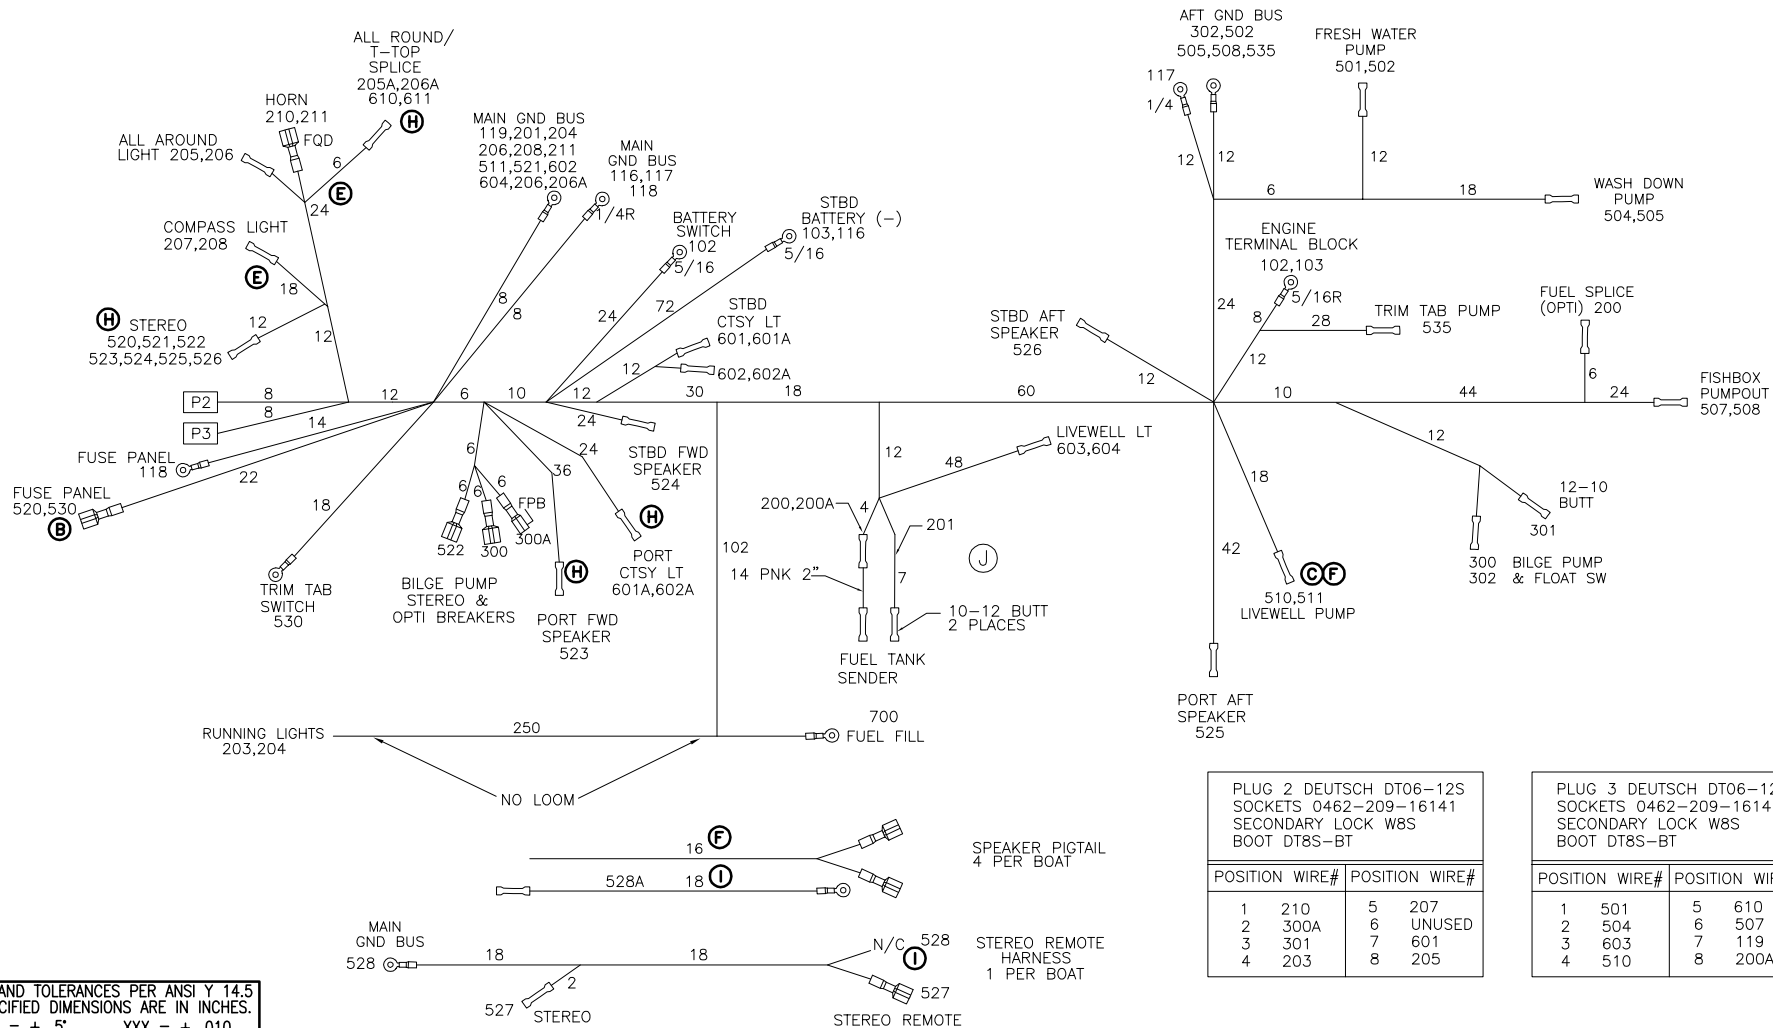 ALL ROUND/
T-TOP
SPLICE
205A,206A
610,611
H
HORN
210,211
FQD
ALL AROUND
LIGHT 205,206
6
E
24
COMPASS LIGHT
207,208
E
18
H
STEREO
520,521,522
523,524,525,526
12
12
MAIN GND BUS
119,201,204
206,208,211
511,521,602
604,206,206A
MAIN
GND BUS
116,117
118
1/4R
8
8
BATTERY
SWITCH
102
5/16
24
STBD
BATTERY (-)
103,116
5/16
72
STBD
CTSY LT
601,601A
12
602,602A
P2
8
P3
8
12
6
10
12
30
18
60
10
44
24
14
FUSE PANEL
118
22
FUSE PANEL
520,530
B
18
TRIM TAB
SWITCH
530
6
6
6
6
FPB
522
300
300A
BILGE PUMP
STEREO &
OPTI BREAKERS
36
H
PORT FWD
SPEAKER
523
24
H
PORT
CTSY LT
601A,602A
24
STBD FWD
SPEAKER
524
102
12
48
LIVEWELL LT
603,604
200,200A
4
201
J
14 PNK 2"
7
10-12 BUTT
2 PLACES
FUEL TANK
SENDER
AFT GND BUS
302,502
505,508,535
117
1/4
12
12
FRESH WATER
PUMP
501,502
12
6
18
WASH DOWN
PUMP
504,505
24
ENGINE
TERMINAL BLOCK
102,103
5/16R
8
28
TRIM TAB PUMP
535
12
STBD AFT
SPEAKER
526
12
FUEL SPLICE
(OPTI) 200
6
FISHBOX
PUMPOUT
507,508
12
12-10
BUTT
301
300 BILGE PUMP
302 & FLOAT SW
18
C F
510,511
LIVEWELL PUMP
42
PORT AFT
SPEAKER
525
RUNNING LIGHTS
203,204
250
700
FUEL FILL
NO LOOM
16
F
SPEAKER PIGTAIL
4 PER BOAT
528A
18
I
MAIN
GND BUS
528
18
18
2
527
STEREO
N/C
528
I
527
STEREO REMOTE
STEREO REMOTE
HARNESS
1 PER BOAT
PLUG 2 DEUTSCH DT06-12S
SOCKETS 0462-209-16141
SECONDARY LOCK W8S
BOOT DT8S-BT
POSITION WIRE# POSITION WIRE#
1 210 5 207
2 300A 6 UNUSED
3 301 7 601
4 203 8 205
PLUG 3 DEUTSCH DT06-12
SOCKETS 0462-209-1614
SECONDARY LOCK W8S
BOOT DT8S-BT
POSITION WIRE# POSITION
1 501 5 610
2 504 6 507
3 603 7 119
4 510 8 200A
AND TOLERANCES PER ANSI Y 14.5
CIFIED DIMENSIONS ARE IN INCHES.
- + .5° XXX - + .010